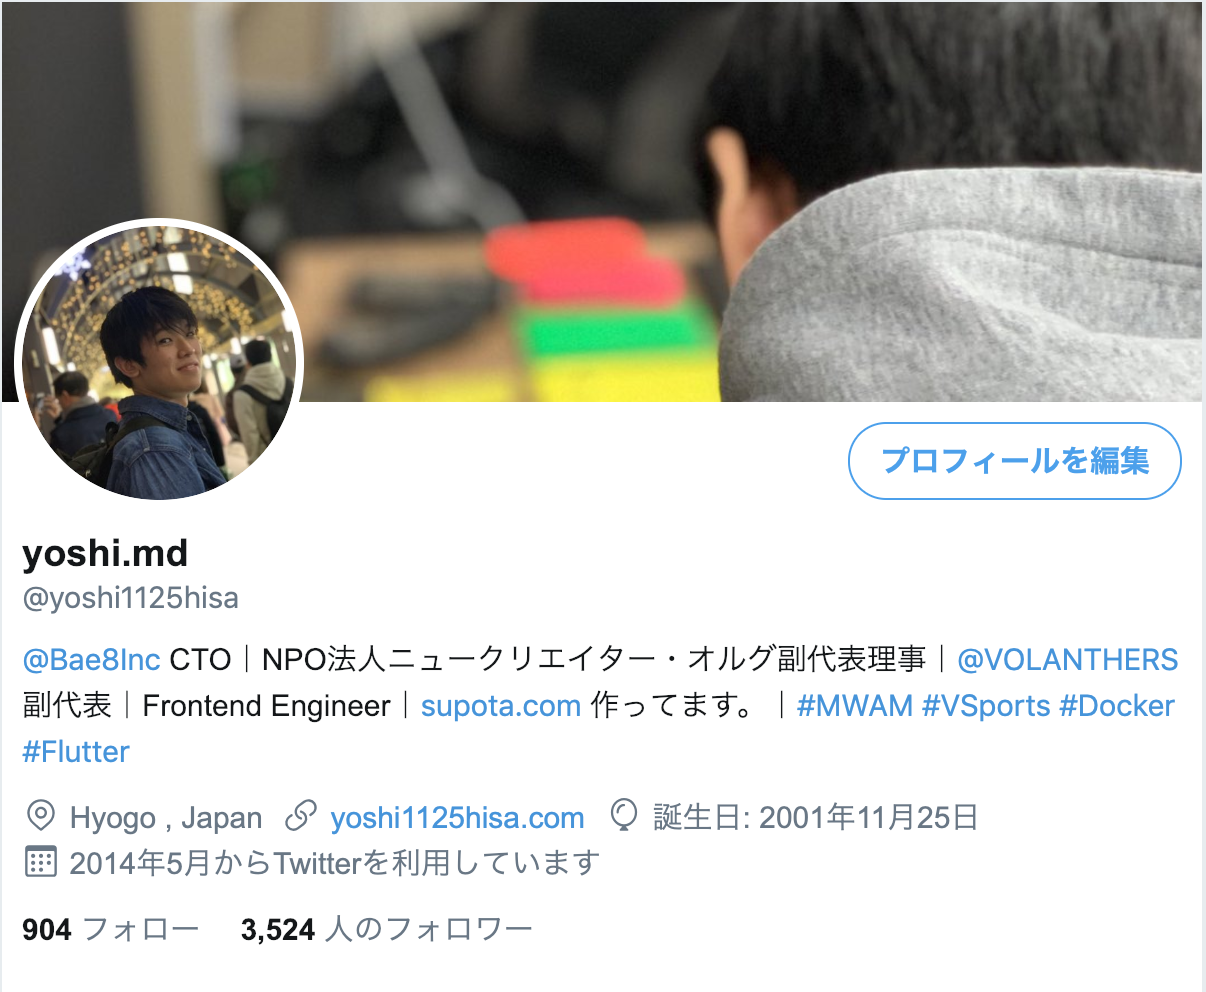 プロフィールを編集
yoshi.md
@yoshi1125hisa
@Bae8Inc CTO｜NPO法人ニュークリエイター・オルグ副代表理事｜@VOLANTHERS
副代表｜Frontend Engineer｜supota.com 作ってます。｜#MWAM #VSports #Docker
#Flutter
Hyogo , Japan yoshi1125hisa.com 誕生日: 2001年11月25日
2014年5月からTwitterを利用しています
904 フォロー 3,524 人のフォロワー